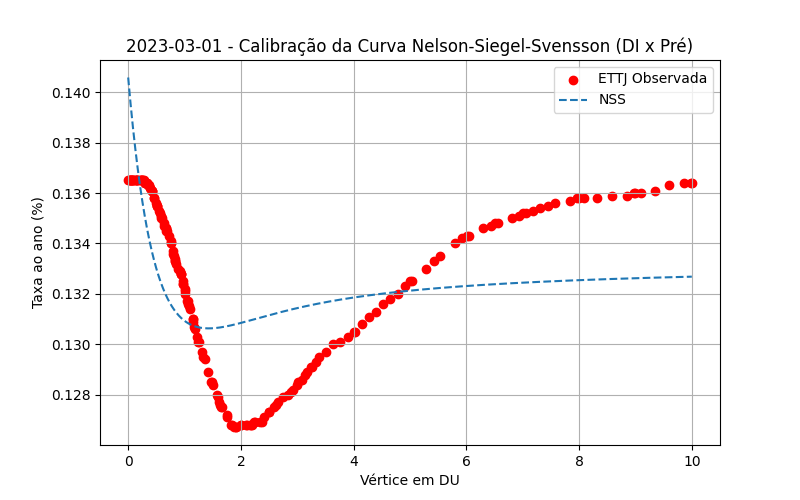 2023-03-01 - Calibração da Curva Nelson-Siegel-Svensson (DI x Pré)
ETTJ Observada
NSS
Taxa ao ano (%)
0.140
0.138
0.136
0.134
0.132
0.130
0.128
0 2 4 6 8 10
Vértice em DU